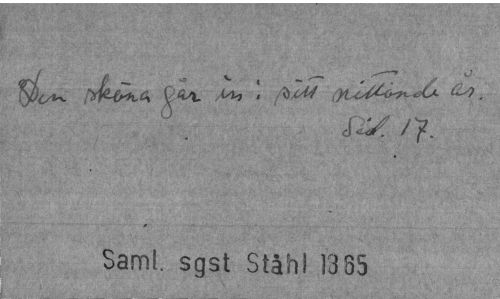 Den sköna går in i sitt nittonde år.
Sid. 17.
Saml. sgst Ståhl 1865